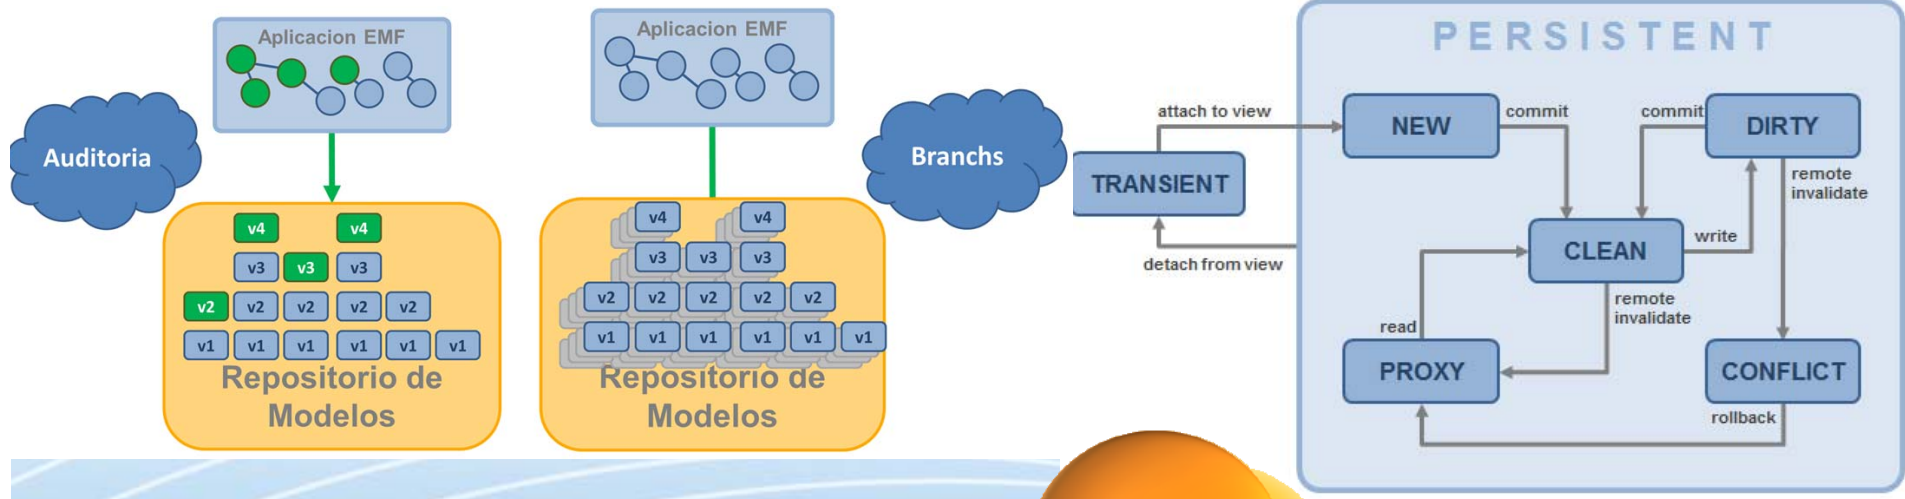 Aplicacion EMF
Auditoria
v4 v4
v3 v3 v3
v2 v2 v2 v2 v2
v1 v1 v1 v1 v1 v1
Repositorio de
Modelos
Aplicacion EMF
Branchs
v4 v4
v3 v3 v3
v2 v2 v2 v2 v2
v1 v1 v1 v1 v1 v1
Repositorio de
Modelos
PERSISTENT
attach to view
NEW
commit
commit
DIRTY
TRANSIENT
remote
invalidate
detach from view
CLEAN
write
remote
invalidate
read
PROXY
CONFLICT
rollback